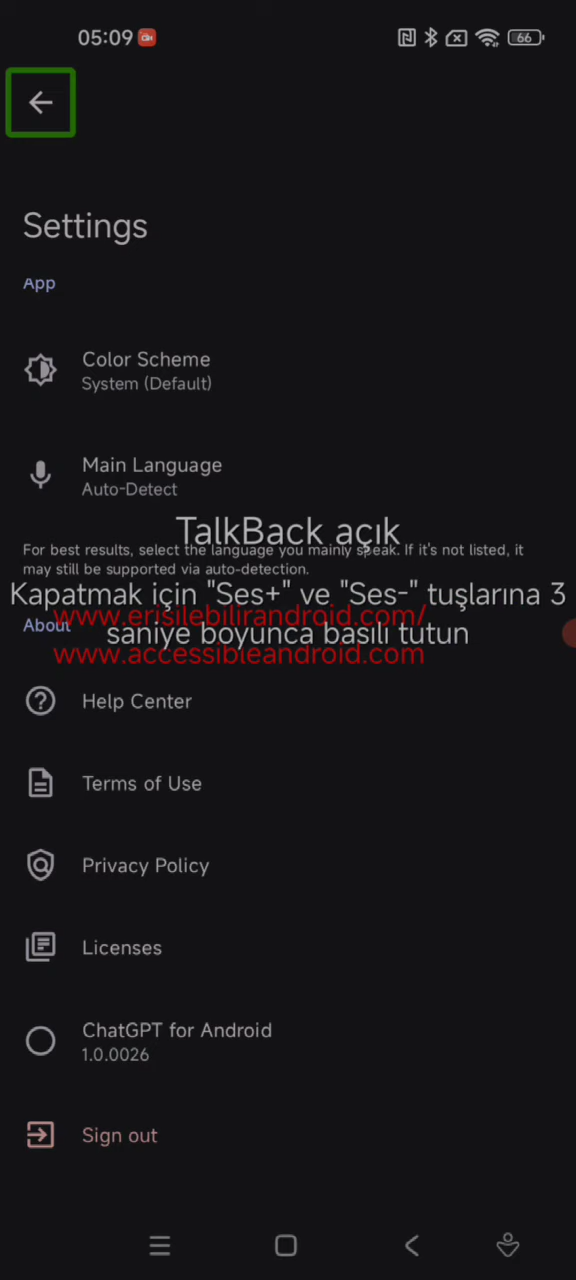 05:09
66
Settings
App
Color Scheme
System (Default)
Main Language
Auto-Detect
TalkBack açık
For best results, select the language you mainly speak. If it's not listed, it
may still be supported via auto-detection.
Kapatmak için "Ses+" ve "Ses-" tuşlarına 3
www.erisilebilirandroid.com/
About
saniye boyunca basılı tutun
www.accessibleandroid.com
Help Center
Terms of Use
Privacy Policy
Licenses
ChatGPT for Android
1.0.0026
Sign out